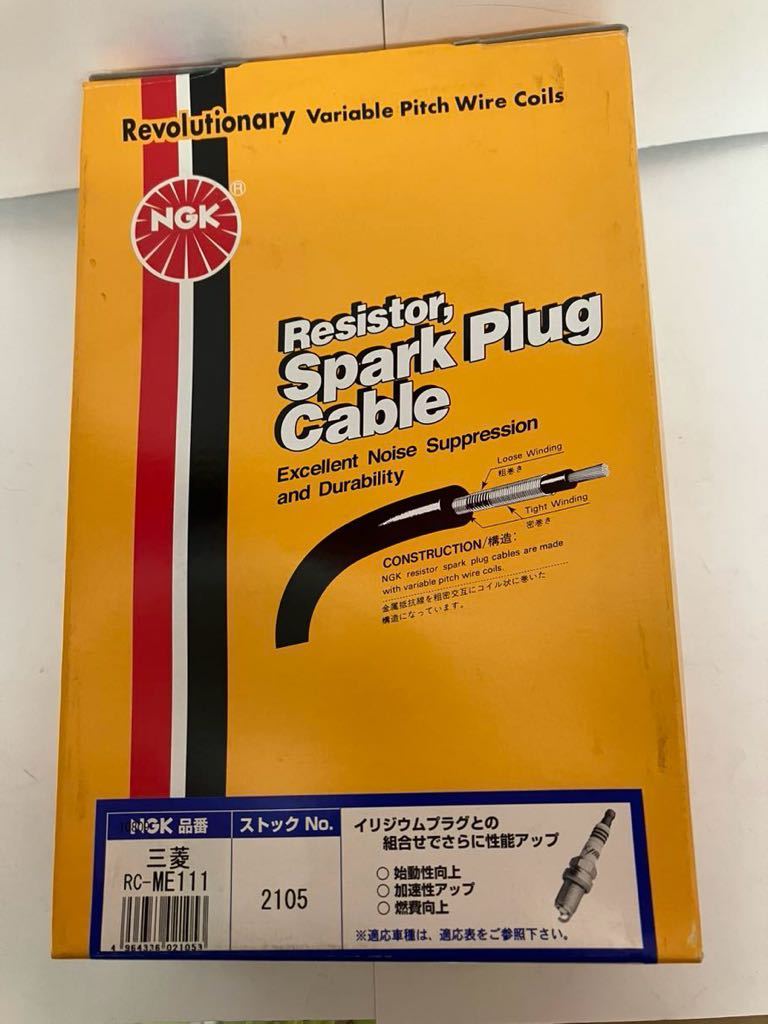 Revolutionary Variable Pitch Wire Coils
NGK
®
Resistor,
Spark Plug
Cable
Excellent Noise Suppression
and Durability
Loose Winding
粗巻き
Tight Winding
密巻き
CONSTRUCTION/構造:
NGK resistor spark plug cables are made
with variable pitch wire coils.
金属抵抗線を粗密交互にコイル状に巻いた
構造になっています。
NGK 品番
三菱
RC-ME111
4 964336 021053
ストック No.
2105
イリジウムプラグとの
組合せでさらに性能アップ
○ 始動性向上
○ 加速性アップ
○ 燃費向上
※適応車種は、適応表をご参照下さい。